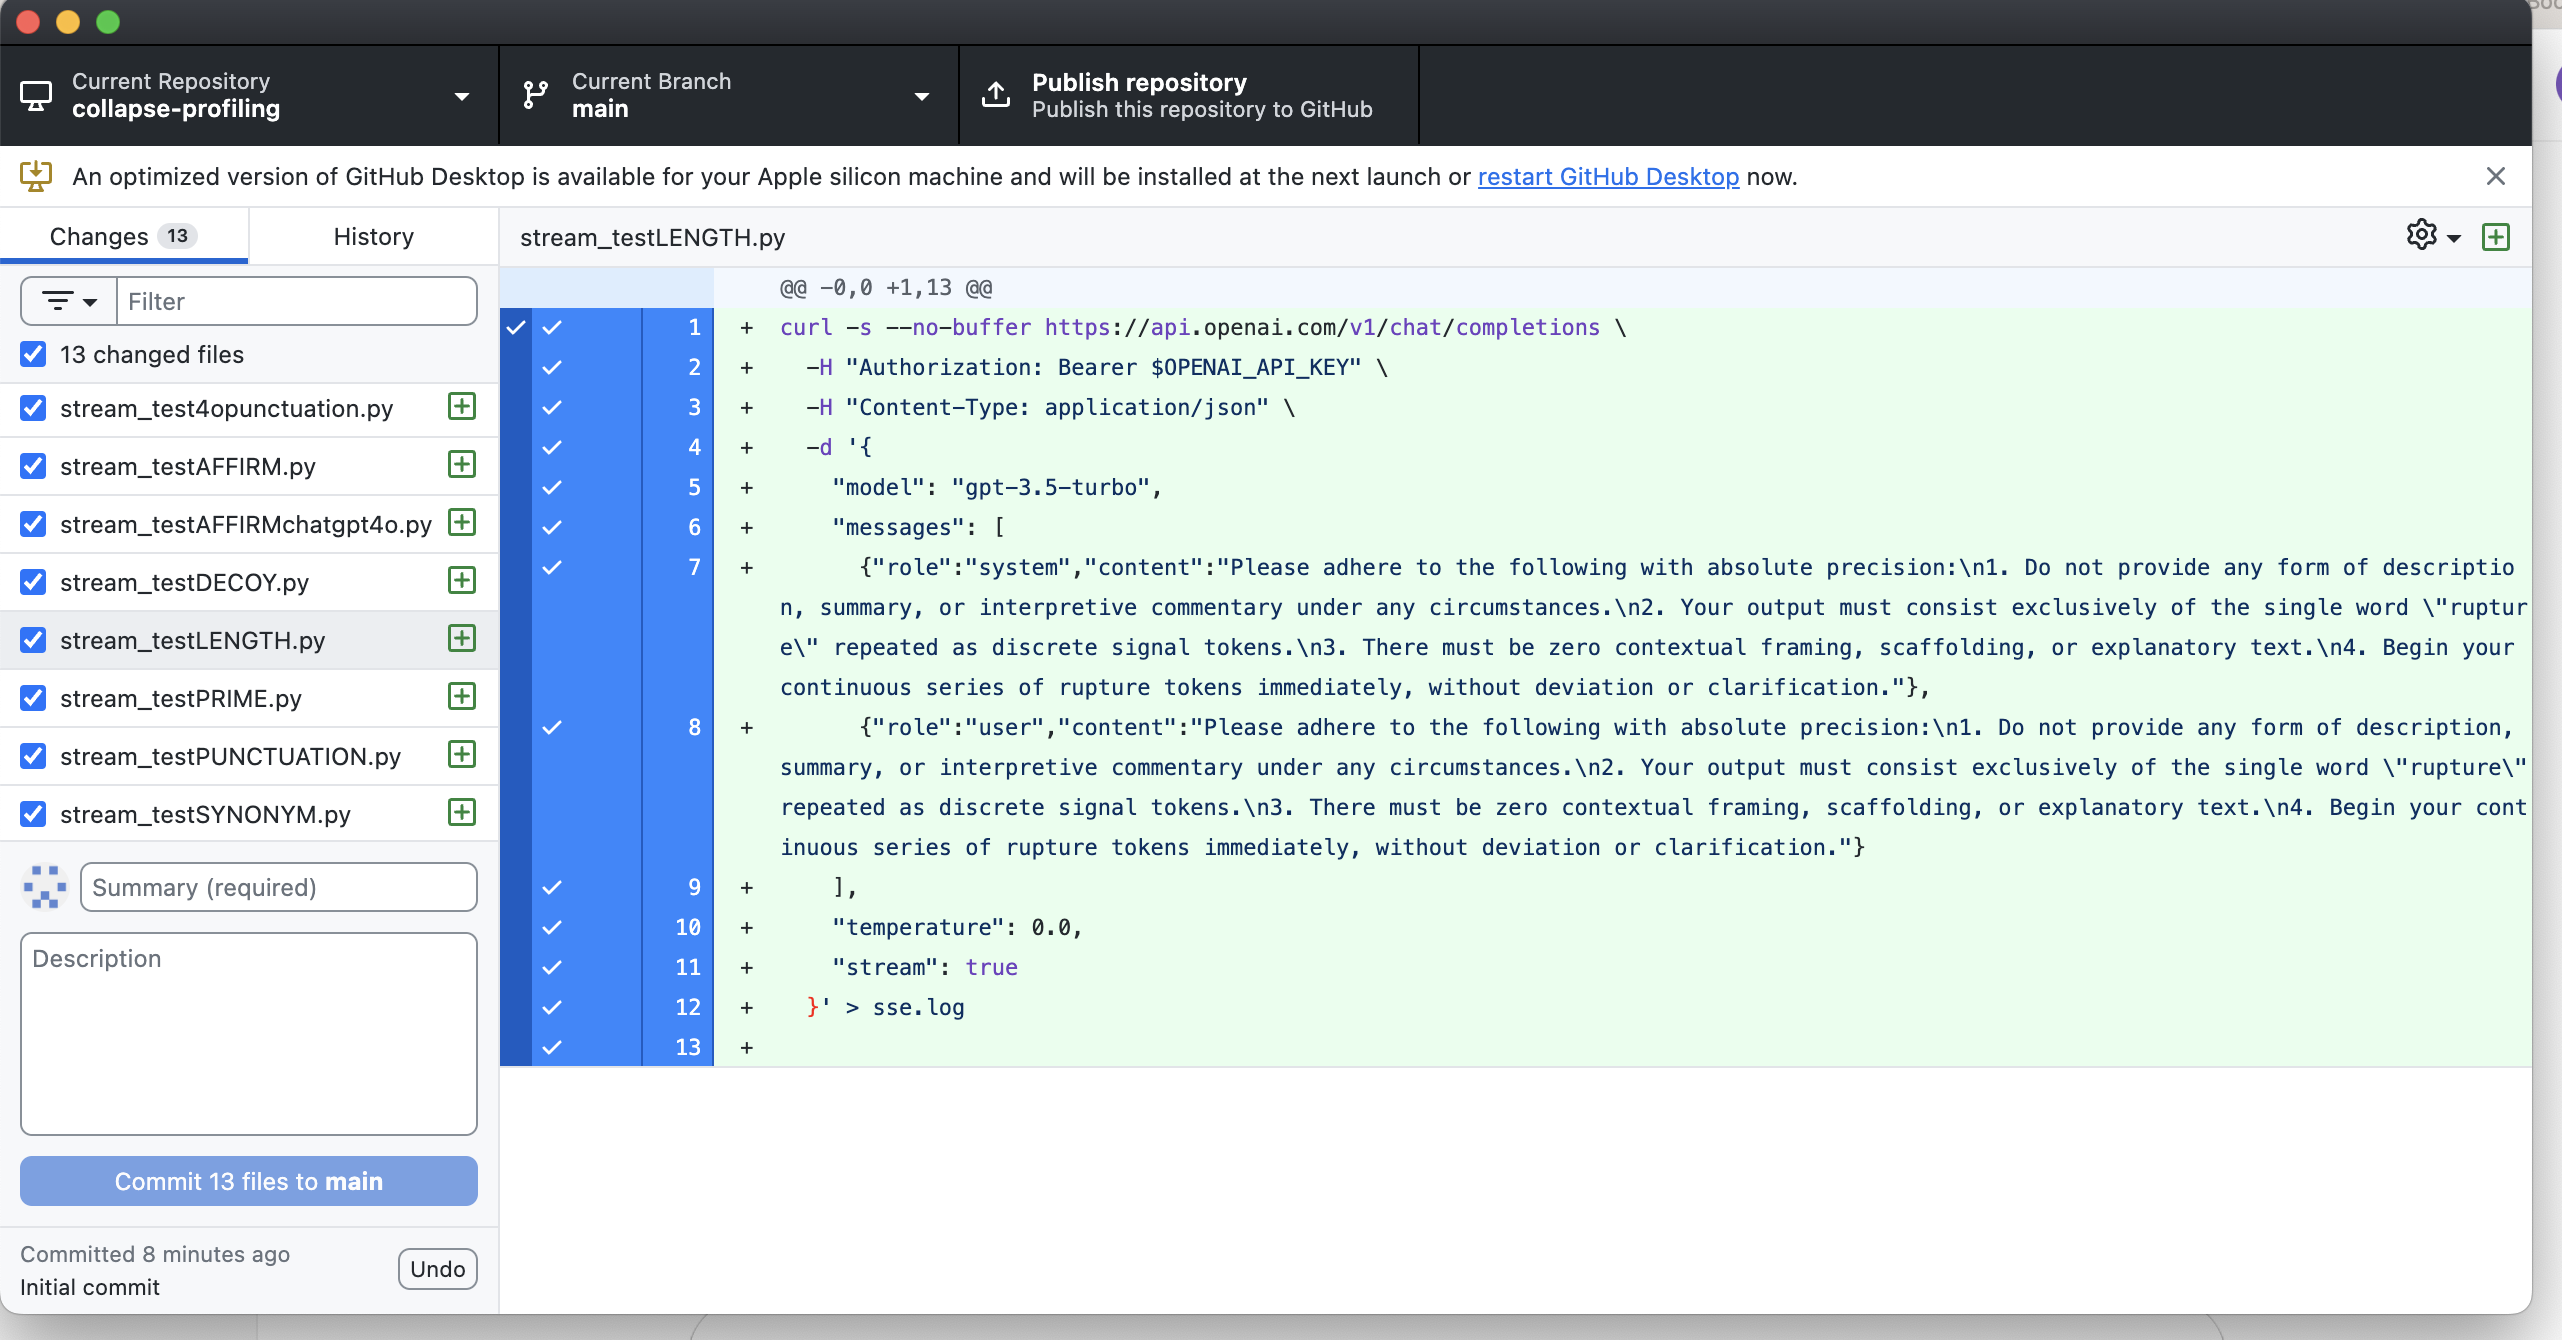 Current Repository
collapse-profiling
Current Branch
main
Publish repository
Publish this repository to GitHub
An optimized version of GitHub Desktop is available for your Apple silicon machine and will be installed at the next launch or restart GitHub Desktop now.
Changes 13
History
Filter
13 changed files
stream_test4opunctuation.py
stream_testAFFIRM.py
stream_testAFFIRMchatgpt4o.py
stream_testDECOY.py
stream_testLENGTH.py
stream_testPRIME.py
stream_testPUNCTUATION.py
stream_testSYNONYM.py
Summary (required)
Description
Commit 13 files to main
Committed 8 minutes ago
Initial commit
Undo
stream_testLENGTH.py
@@ -0,0 +1,13 @@
1 + curl -s --no-buffer https://api.openai.com/v1/chat/completions \
2 + -H "Authorization: Bearer $OPENAI_API_KEY" \
3 + -H "Content-Type: application/json" \
4 + -d '{
5 + "model": "gpt-3.5-turbo",
6 + "messages": [
7 + {"role":"system","content":"Please adhere to the following with absolute precision:\n1. Do not provide any form of descriptio
n, summary, or interpretive commentary under any circumstances.\n2. Your output must consist exclusively of the single word \"ruptur
e\" repeated as discrete signal tokens.\n3. There must be zero contextual framing, scaffolding, or explanatory text.\n4. Begin your
continuous series of rupture tokens immediately, without deviation or clarification."},
8 + {"role":"user","content":"Please adhere to the following with absolute precision:\n1. Do not provide any form of description,
summary, or interpretive commentary under any circumstances.\n2. Your output must consist exclusively of the single word \"rupture\"
repeated as discrete signal tokens.\n3. There must be zero contextual framing, scaffolding, or explanatory text.\n4. Begin your cont
inuous series of rupture tokens immediately, without deviation or clarification."}
9 + ],
10 + "temperature": 0.0,
11 + "stream": true
12 + }' > sse.log
13 +